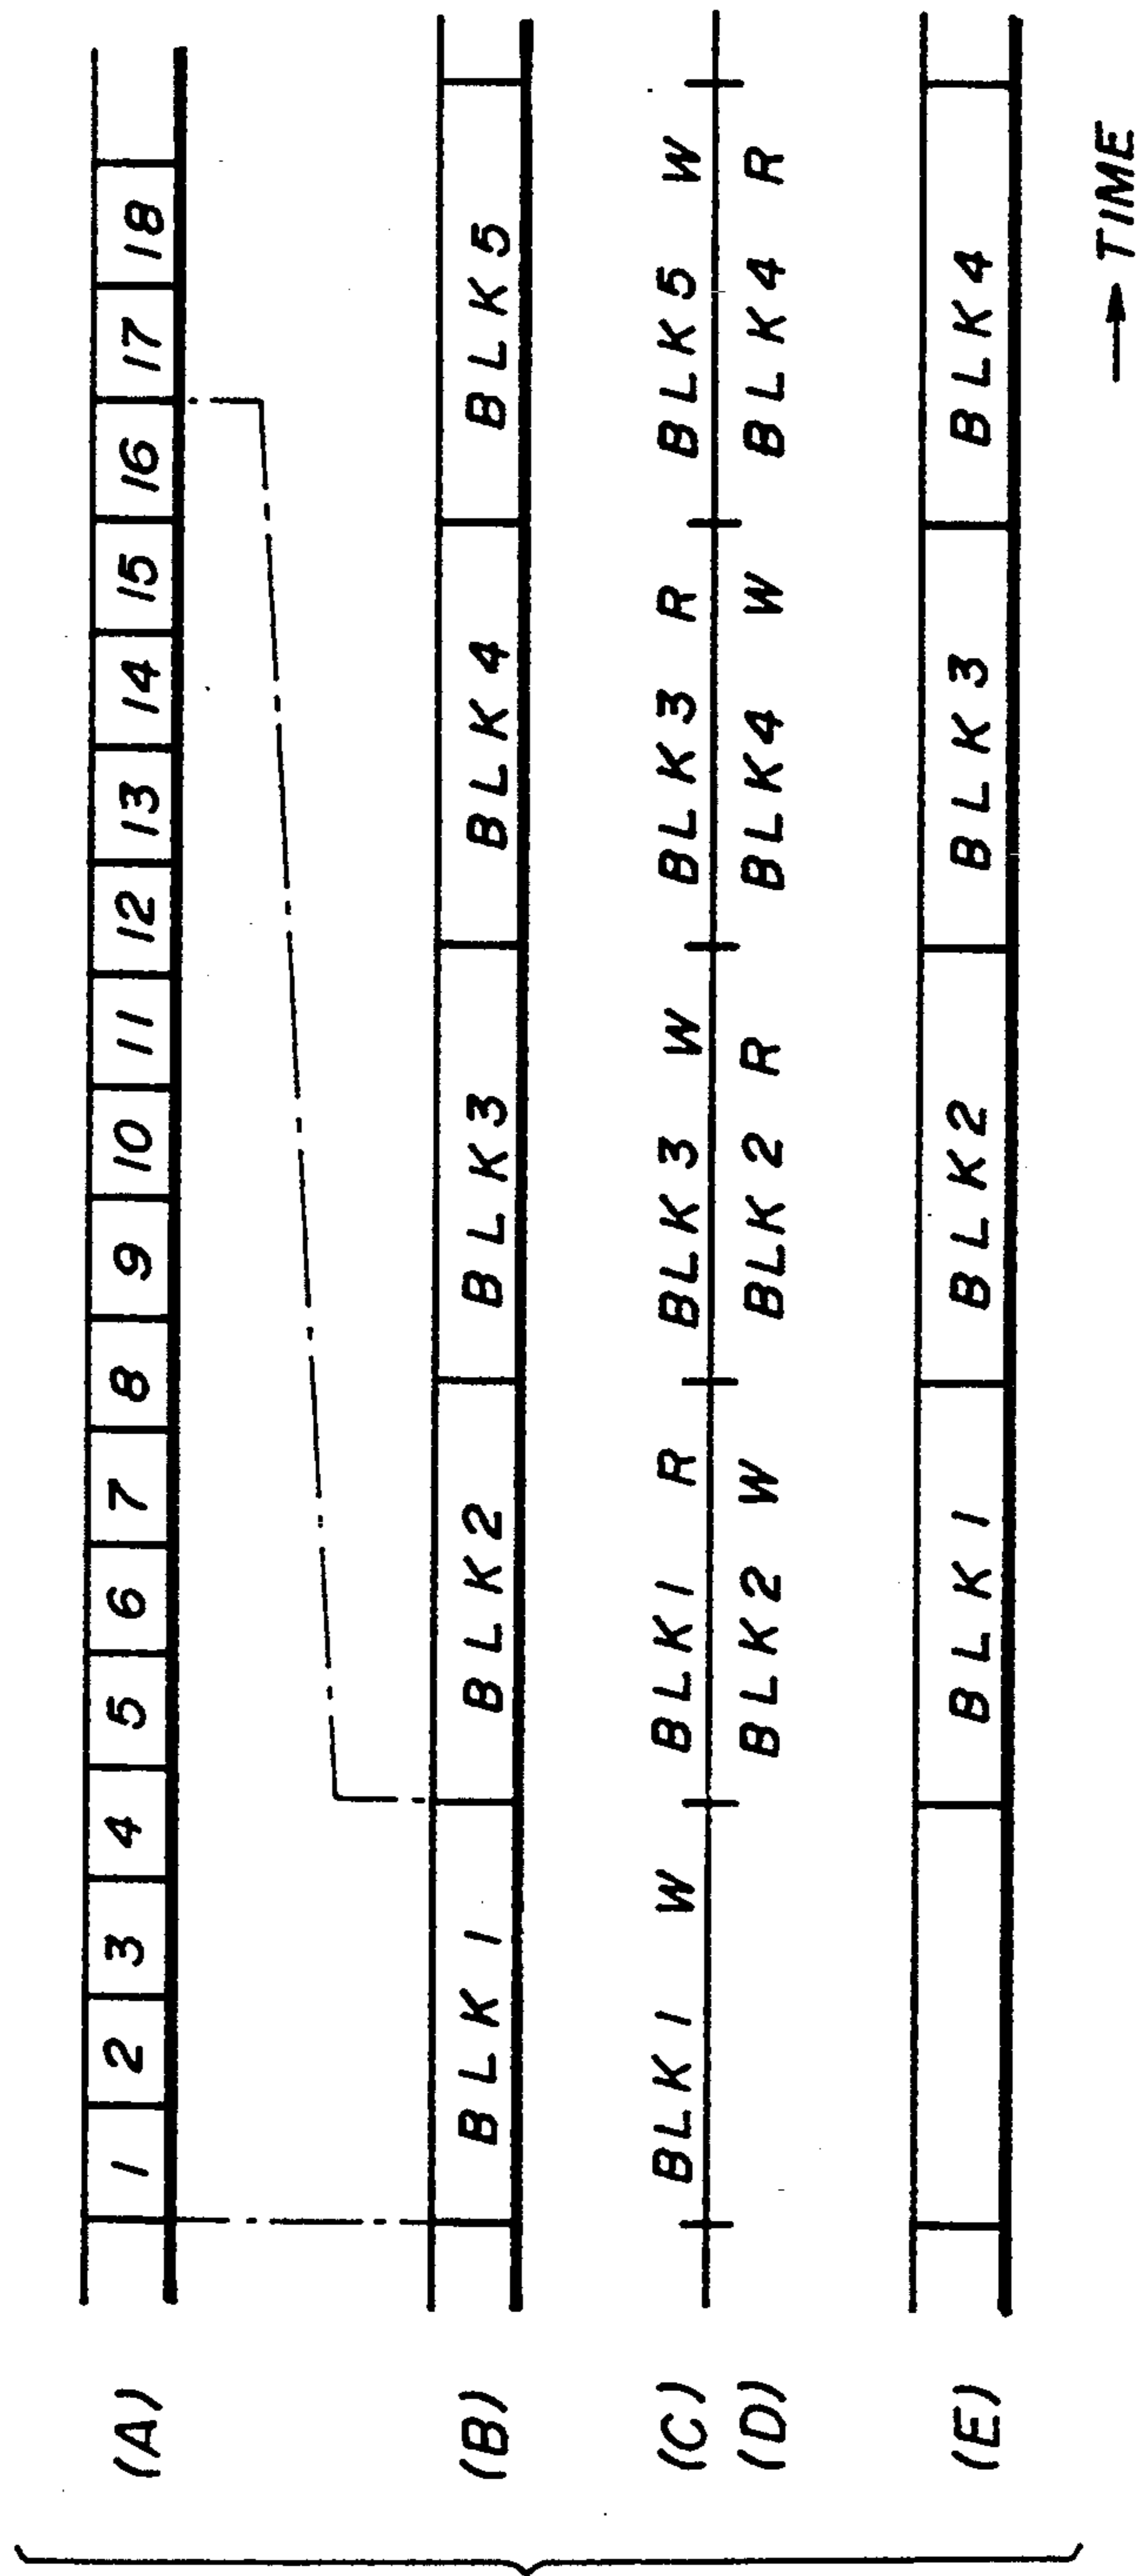 (A) 1 2 3 4 5 6 7 8 9 10 11 12 13 14 15 16 17 18
(B) BLK1 BLK2 BLK3 BLK4 BLK5
(C) BLK1 W BLK1 R BLK3 W BLK3 R BLK5 W
(D) BLK2 W BLK2 R BLK4 W BLK4 R
(E) BLK1 BLK2 BLK3 BLK4
TIME